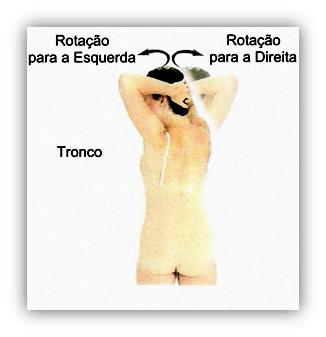 Rotação
para a Esquerda
Rotação
para a Direita
Tronco